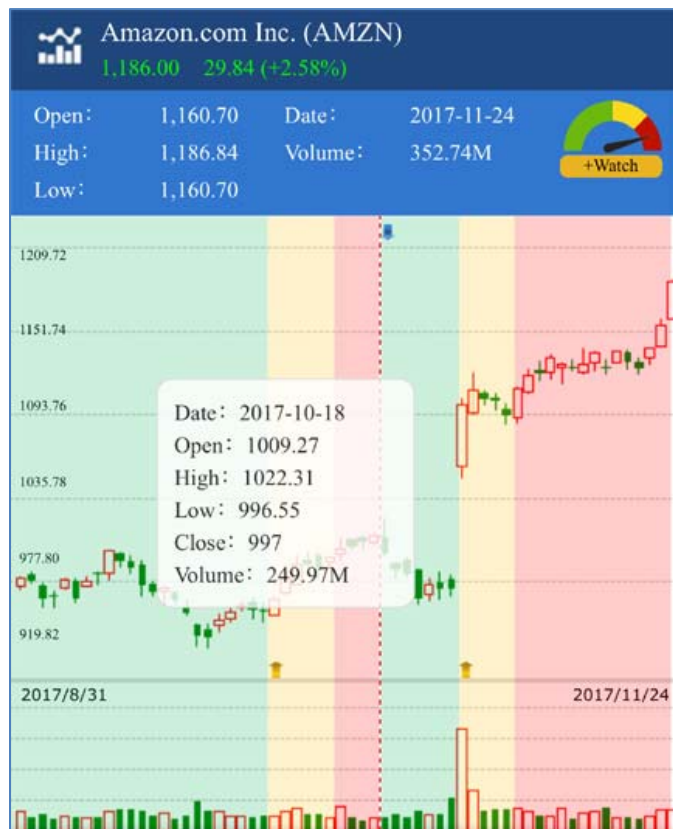 Amazon.com Inc. (AMZN)
1,186.00 29.84 (+2.58%)
Open: 1,160.70 Date: 2017-11-24
High: 1,186.84 Volume: 352.74M
Low: 1,160.70
+Watch
1209.72
1151.74
1093.76
Date: 2017-10-18
Open: 1009.27
High: 1022.31
Low: 996.55
Close: 997
Volume: 249.97M
1035.78
977.80
919.82
2017/8/31 2017/11/24